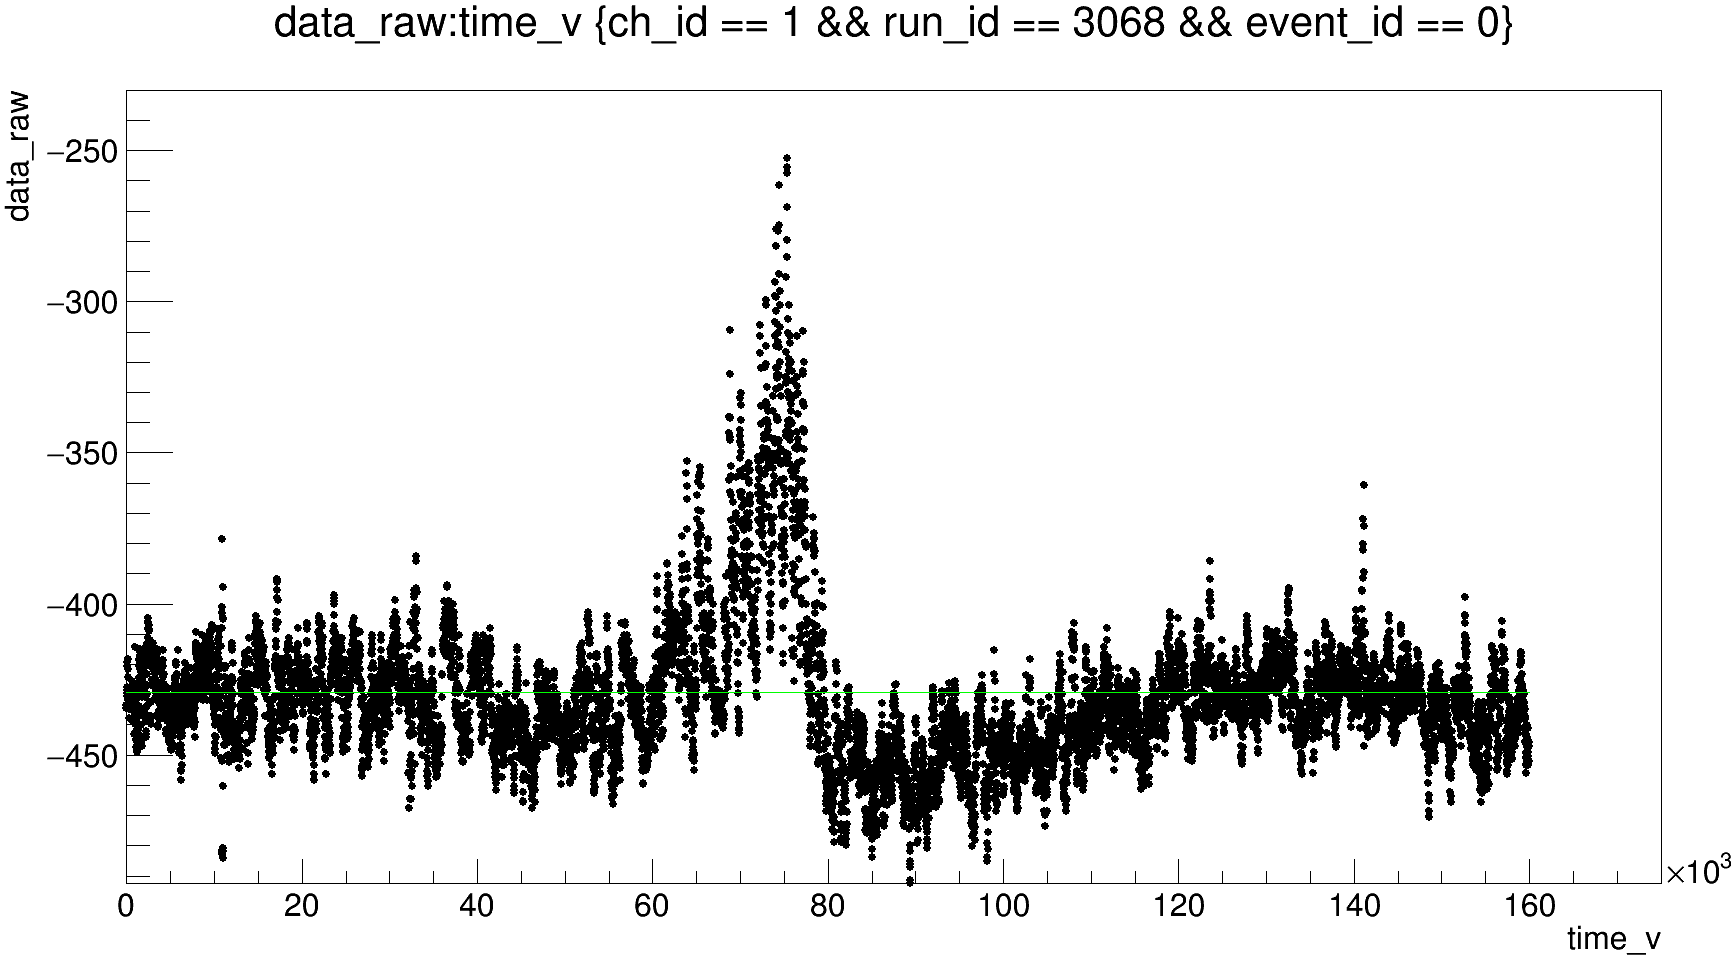 data_raw:time_v {ch_id == 1 && run_id == 3068 && event_id == 0}
data_raw
−250
−300
−350
−400
−450
0 20 40 60 80 100 120 140 160
×10³
time_v